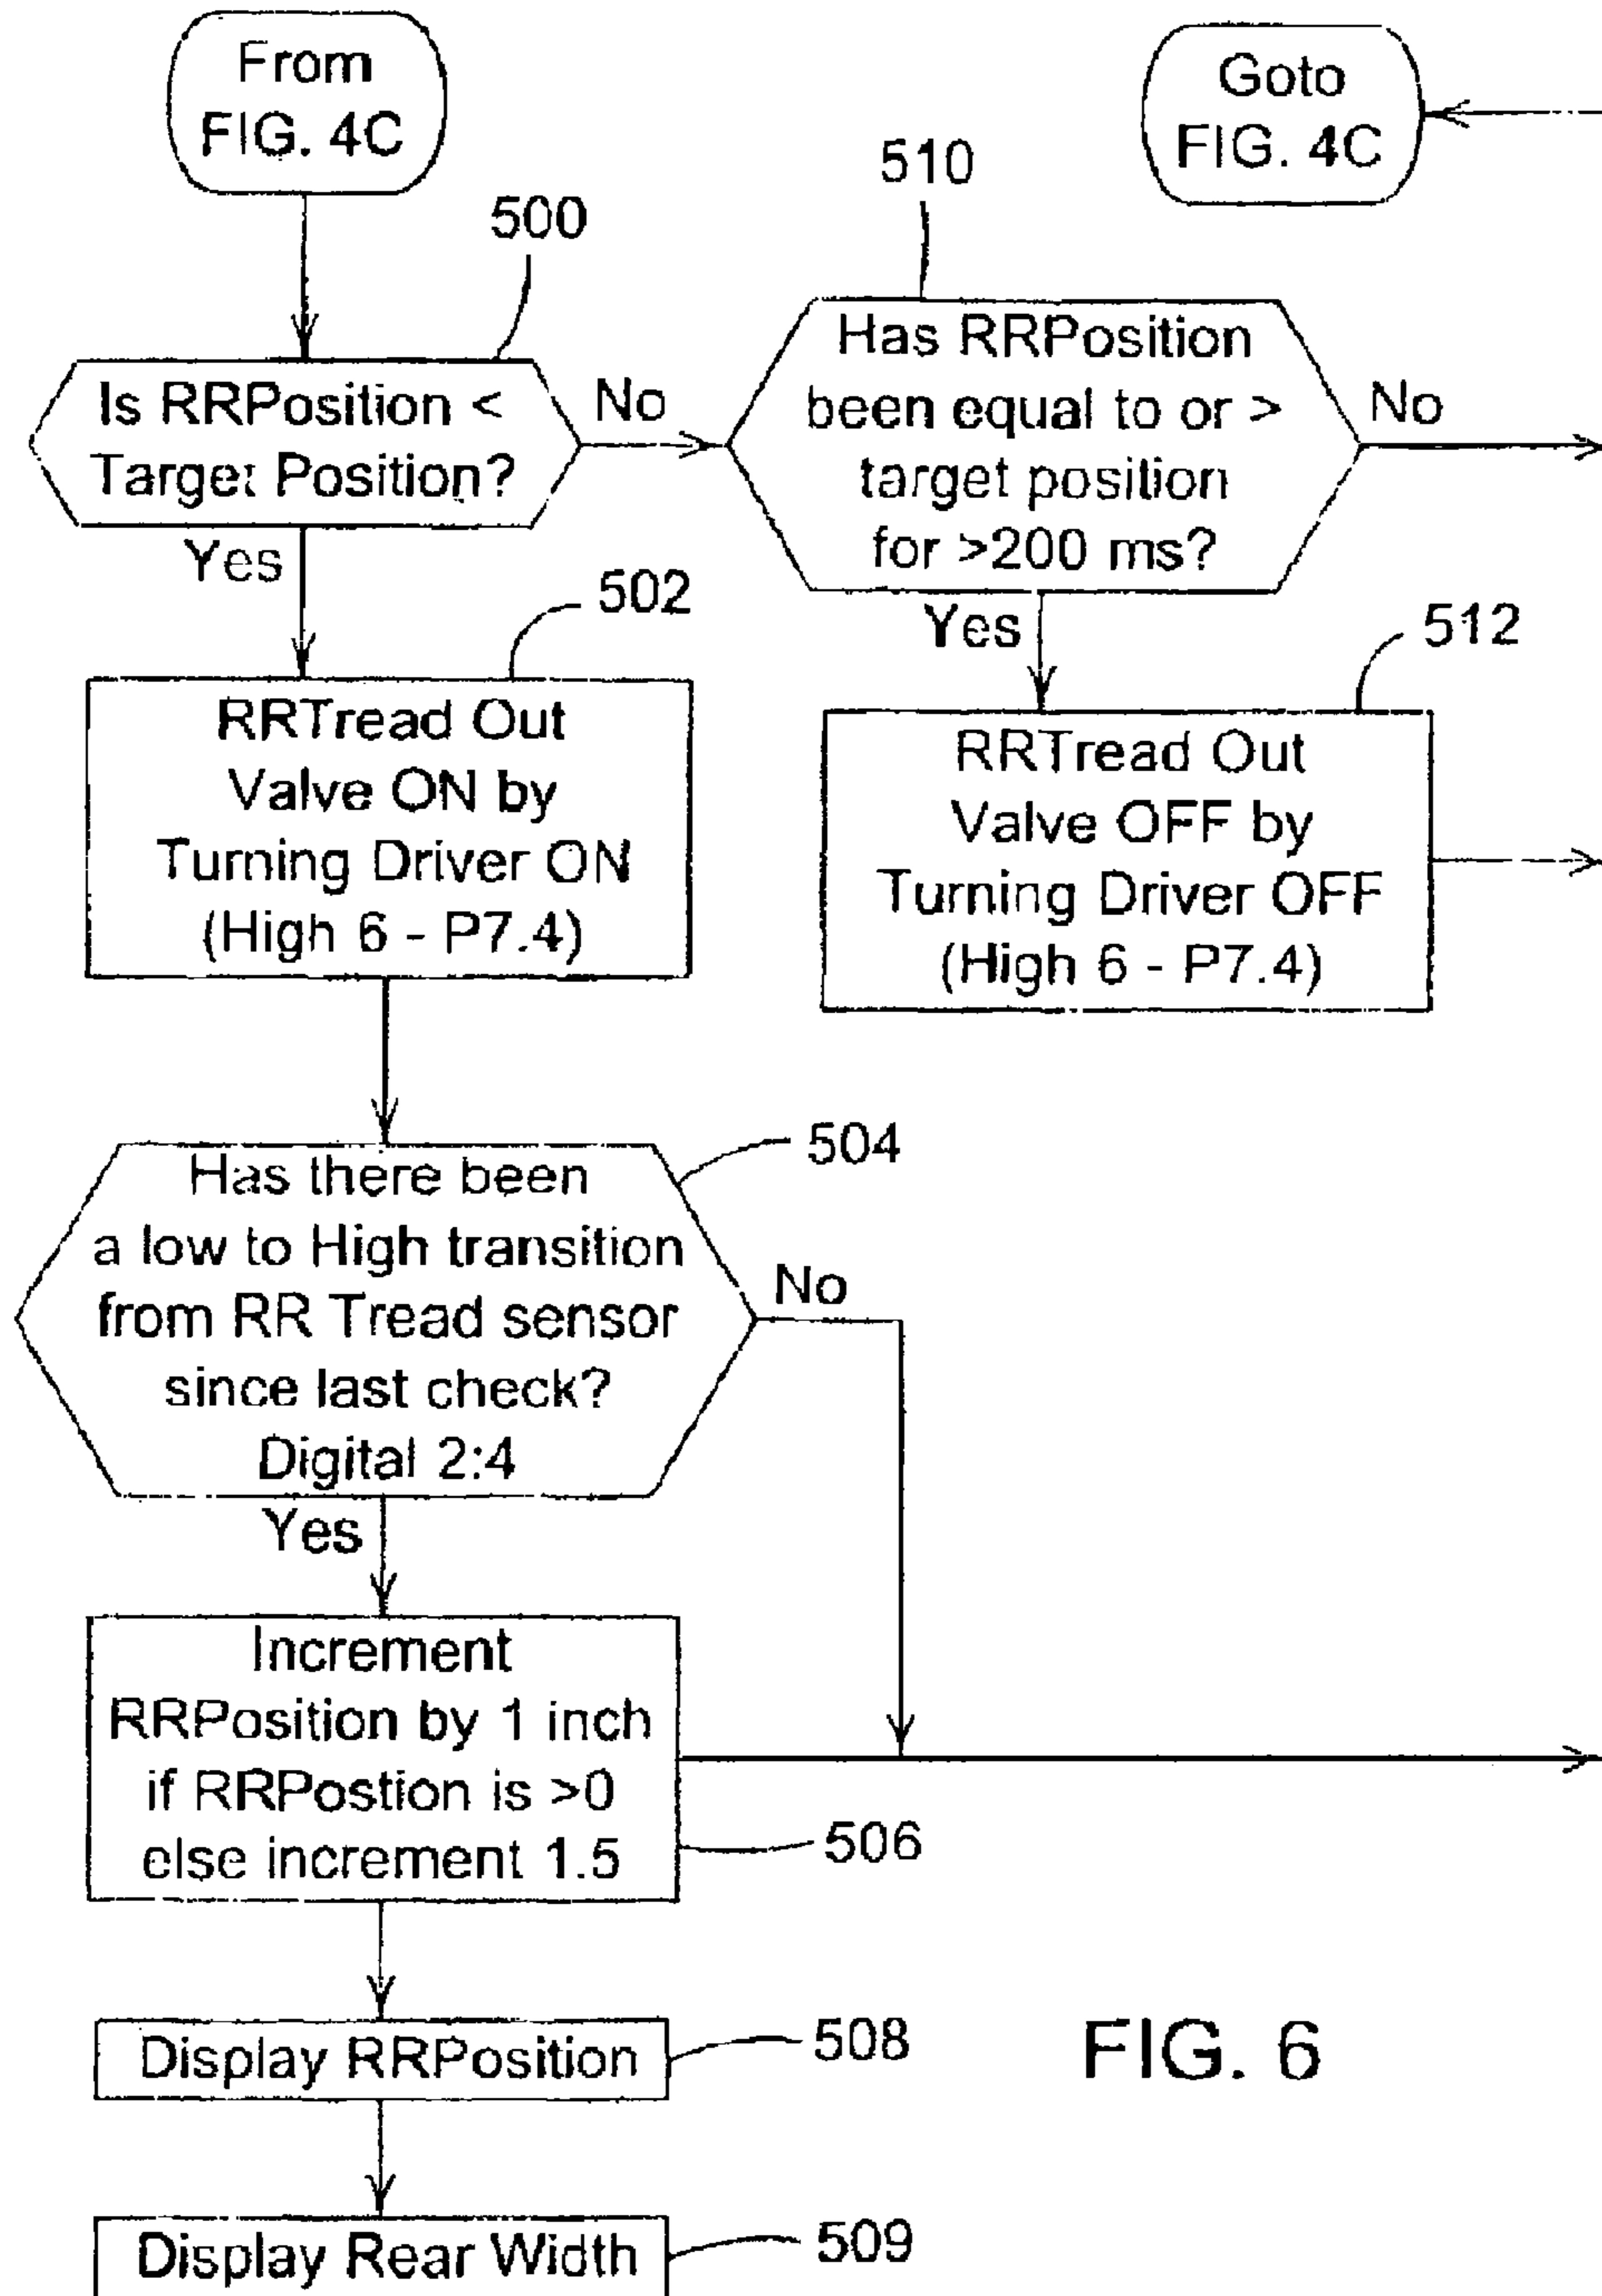 From
FIG. 4C
Goto
FIG. 4C
500
Is RRPosition <
Target Position?
No
Yes
510
Has RRPosition
been equal to or >
target position
for >200 ms?
No
Yes
502
RRTread Out
Valve ON by
Turning Driver ON
(High 6 - P7.4)
512
RRTread Out
Valve OFF by
Turning Driver OFF
(High 6 - P7.4)
504
Has there been
a low to High transition
from RR Tread sensor
since last check?
Digital 2:4
No
Yes
Increment
RRPosition by 1 inch
if RRPostion is >0
else increment 1.5
506
Display RRPosition
508
Display Rear Width
509
FIG. 6